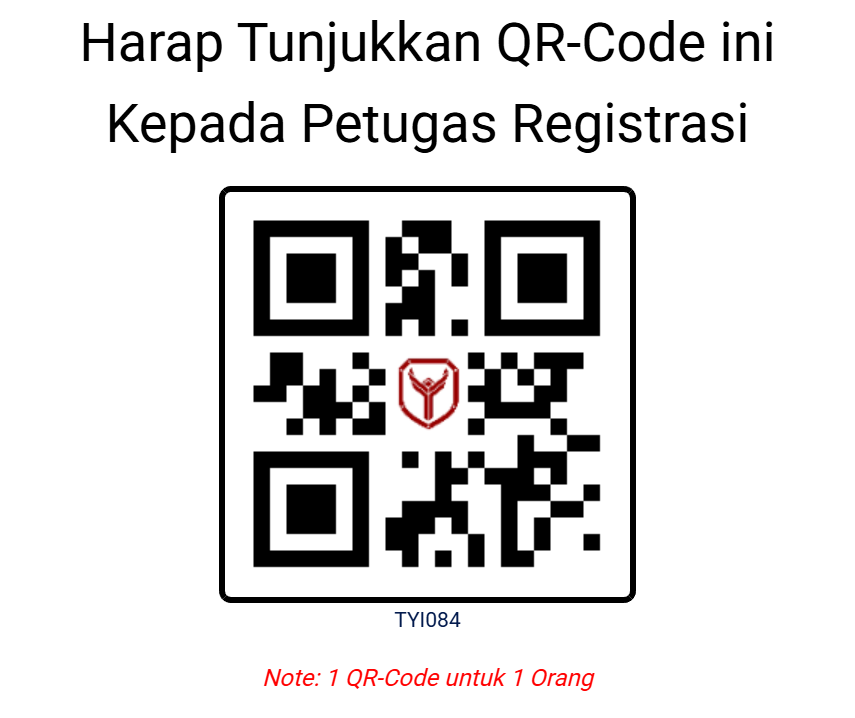 Harap Tunjukkan QR-Code ini
Kepada Petugas Registrasi
TYI084
Note: 1 QR-Code untuk 1 Orang